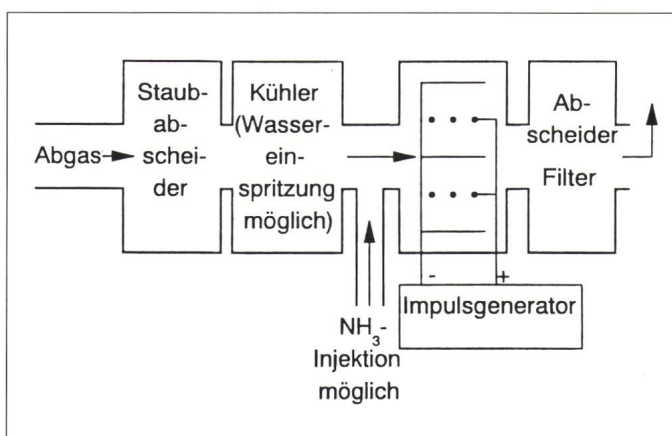 Abgas
Staub-
ab-
schei-
der
Kühler
(Wasser-
ein-
spritzung
möglich)
NH3-
Injektion
möglich
- +
Impulsgenerator
Ab-
scheider
Filter